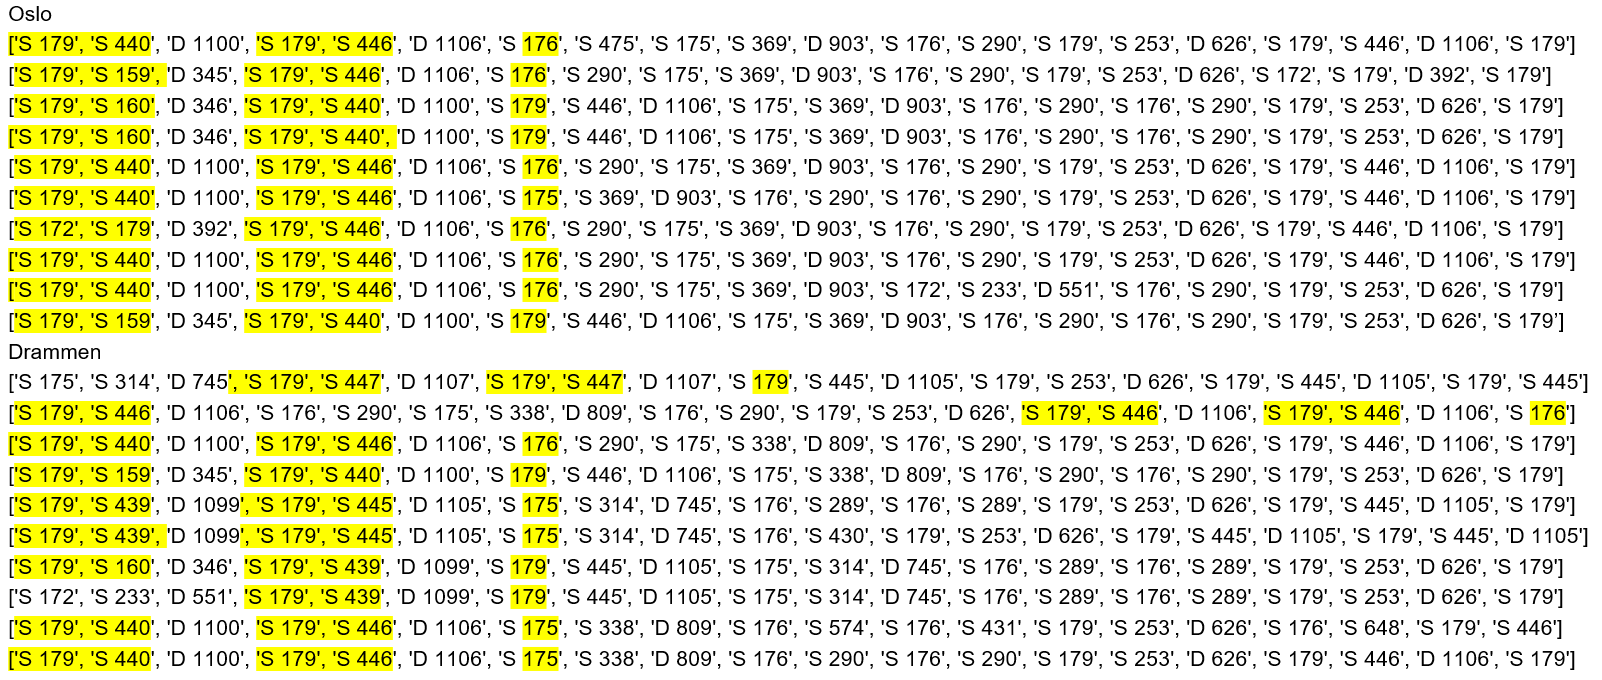 Oslo
['S 179', 'S 440', 'D 1100', 'S 179', 'S 446', 'D 1106', 'S 176', 'S 475', 'S 175', 'S 369', 'D 903', 'S 176', 'S 290', 'S 179', 'S 253', 'D 626', 'S 179', 'S 446', 'D 1106', 'S 179']
['S 179', 'S 159', 'D 345', 'S 179', 'S 446', 'D 1106', 'S 176', 'S 290', 'S 175', 'S 369', 'D 903', 'S 176', 'S 290', 'S 179', 'S 253', 'D 626', 'S 172', 'S 179', 'D 392', 'S 179']
['S 179', 'S 160', 'D 346', 'S 179', 'S 440', 'D 1100', 'S 179', 'S 446', 'D 1106', 'S 175', 'S 369', 'D 903', 'S 176', 'S 290', 'S 176', 'S 290', 'S 179', 'S 253', 'D 626', 'S 179']
['S 179', 'S 160', 'D 346', 'S 179', 'S 440', 'D 1100', 'S 179', 'S 446', 'D 1106', 'S 175', 'S 369', 'D 903', 'S 176', 'S 290', 'S 176', 'S 290', 'S 179', 'S 253', 'D 626', 'S 179']
['S 179', 'S 440', 'D 1100', 'S 179', 'S 446', 'D 1106', 'S 176', 'S 290', 'S 175', 'S 369', 'D 903', 'S 176', 'S 290', 'S 179', 'S 253', 'D 626', 'S 179', 'S 446', 'D 1106', 'S 179']
['S 179', 'S 440', 'D 1100', 'S 179', 'S 446', 'D 1106', 'S 175', 'S 369', 'D 903', 'S 176', 'S 290', 'S 176', 'S 290', 'S 179', 'S 253', 'D 626', 'S 179', 'S 446', 'D 1106', 'S 179']
['S 172', 'S 179', 'D 392', 'S 179', 'S 446', 'D 1106', 'S 176', 'S 290', 'S 175', 'S 369', 'D 903', 'S 176', 'S 290', 'S 179', 'S 253', 'D 626', 'S 179', 'S 446', 'D 1106', 'S 179']
['S 179', 'S 440', 'D 1100', 'S 179', 'S 446', 'D 1106', 'S 176', 'S 290', 'S 175', 'S 369', 'D 903', 'S 176', 'S 290', 'S 179', 'S 253', 'D 626', 'S 179', 'S 446', 'D 1106', 'S 179']
['S 179', 'S 440', 'D 1100', 'S 179', 'S 446', 'D 1106', 'S 176', 'S 290', 'S 175', 'S 369', 'D 903', 'S 172', 'S 233', 'D 551', 'S 176', 'S 290', 'S 179', 'S 253', 'D 626', 'S 179']
['S 179', 'S 159', 'D 345', 'S 179', 'S 440', 'D 1100', 'S 179', 'S 446', 'D 1106', 'S 175', 'S 369', 'D 903', 'S 176', 'S 290', 'S 176', 'S 290', 'S 179', 'S 253', 'D 626', 'S 179']
Drammen
['S 175', 'S 314', 'D 745', 'S 179', 'S 447', 'D 1107', 'S 179', 'S 447', 'D 1107', 'S 179', 'S 445', 'D 1105', 'S 179', 'S 253', 'D 626', 'S 179', 'S 445', 'D 1105', 'S 179', 'S 445']
['S 179', 'S 446', 'D 1106', 'S 176', 'S 290', 'S 175', 'S 338', 'D 809', 'S 176', 'S 290', 'S 179', 'S 253', 'D 626', 'S 179', 'S 446', 'D 1106', 'S 179', 'S 446', 'D 1106', 'S 176']
['S 179', 'S 440', 'D 1100', 'S 179', 'S 446', 'D 1106', 'S 176', 'S 290', 'S 175', 'S 338', 'D 809', 'S 176', 'S 290', 'S 179', 'S 253', 'D 626', 'S 179', 'S 446', 'D 1106', 'S 179']
['S 179', 'S 159', 'D 345', 'S 179', 'S 440', 'D 1100', 'S 179', 'S 446', 'D 1106', 'S 175', 'S 338', 'D 809', 'S 176', 'S 290', 'S 176', 'S 290', 'S 179', 'S 253', 'D 626', 'S 179']
['S 179', 'S 439', 'D 1099', 'S 179', 'S 445', 'D 1105', 'S 175', 'S 314', 'D 745', 'S 176', 'S 289', 'S 176', 'S 289', 'S 179', 'S 253', 'D 626', 'S 179', 'S 445', 'D 1105', 'S 179']
['S 179', 'S 439', 'D 1099', 'S 179', 'S 445', 'D 1105', 'S 175', 'S 314', 'D 745', 'S 176', 'S 430', 'S 179', 'S 253', 'D 626', 'S 179', 'S 445', 'D 1105', 'S 179', 'S 445', 'D 1105']
['S 179', 'S 160', 'D 346', 'S 179', 'S 439', 'D 1099', 'S 179', 'S 445', 'D 1105', 'S 175', 'S 314', 'D 745', 'S 176', 'S 289', 'S 176', 'S 289', 'S 179', 'S 253', 'D 626', 'S 179']
['S 172', 'S 233', 'D 551', 'S 179', 'S 439', 'D 1099', 'S 179', 'S 445', 'D 1105', 'S 175', 'S 314', 'D 745', 'S 176', 'S 289', 'S 176', 'S 289', 'S 179', 'S 253', 'D 626', 'S 179']
['S 179', 'S 440', 'D 1100', 'S 179', 'S 446', 'D 1106', 'S 175', 'S 338', 'D 809', 'S 176', 'S 574', 'S 176', 'S 431', 'S 179', 'S 253', 'D 626', 'S 176', 'S 648', 'S 179', 'S 446']
['S 179', 'S 440', 'D 1100', 'S 179', 'S 446', 'D 1106', 'S 175', 'S 338', 'D 809', 'S 176', 'S 290', 'S 176', 'S 290', 'S 179', 'S 253', 'D 626', 'S 179', 'S 446', 'D 1106', 'S 179']